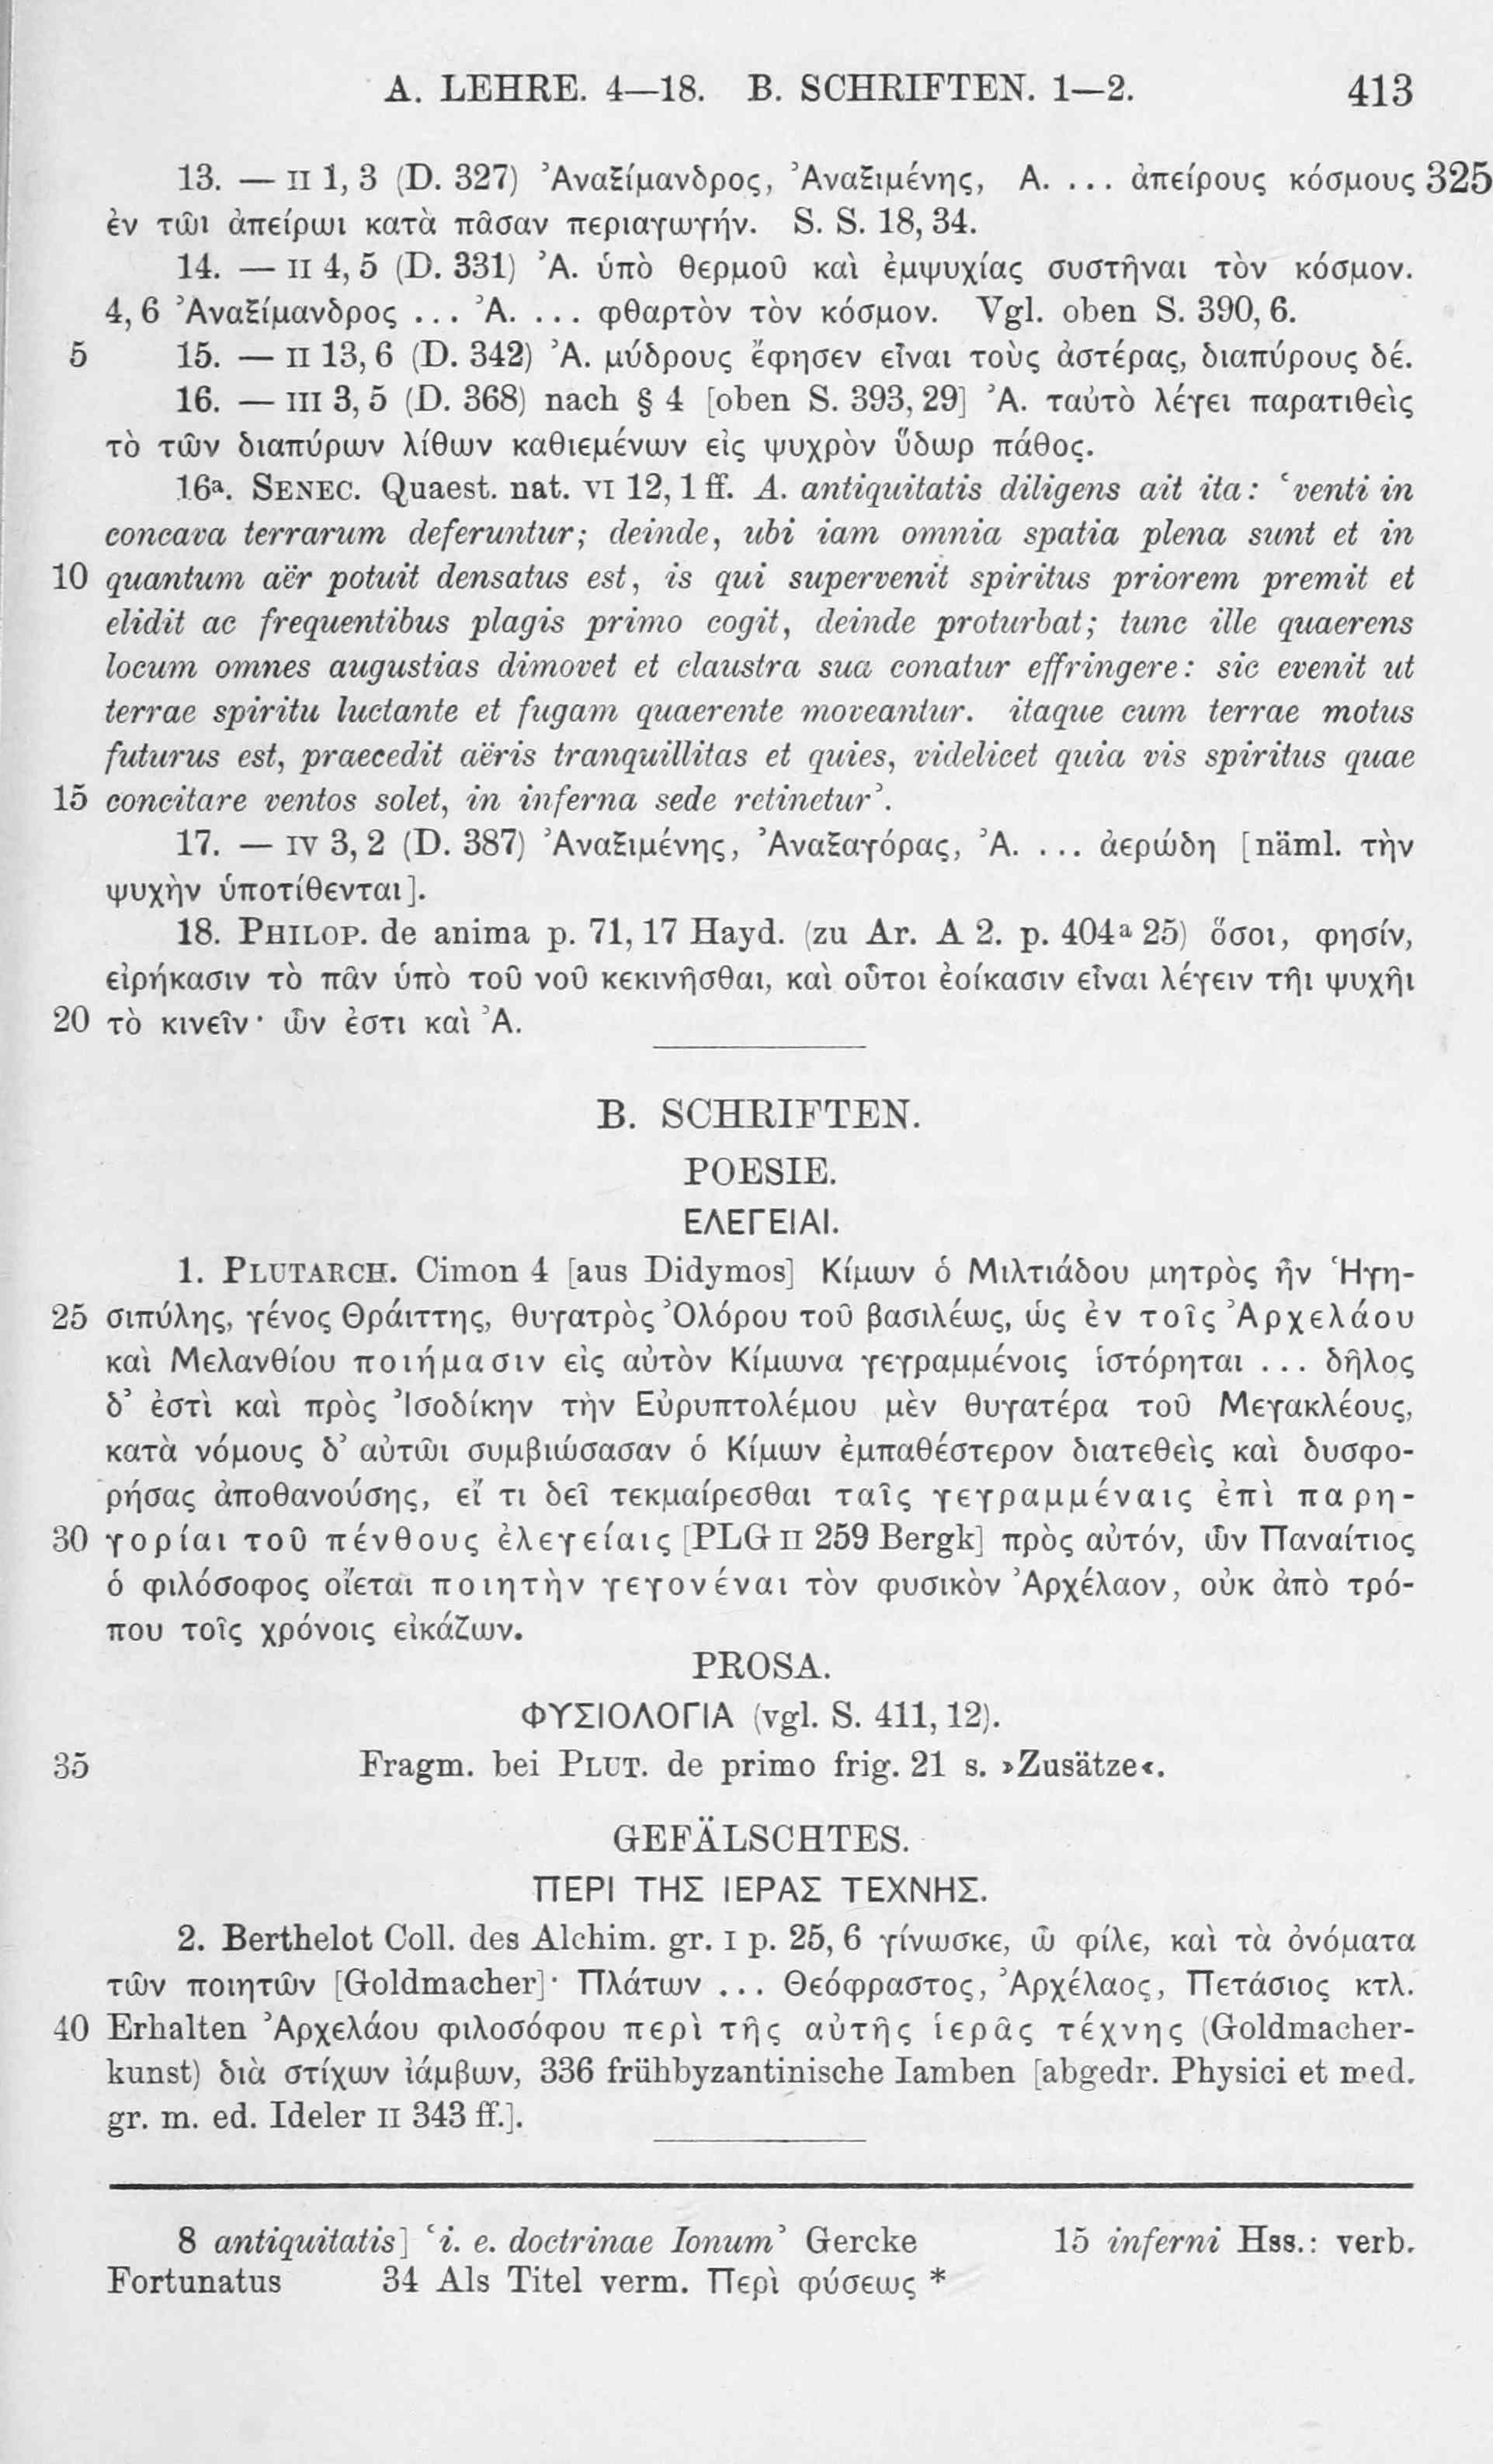 A. LEHRE. 4—18. B. SCHRIFTEN. 1—2. 413
13. — II 1, 3 (D. 327) Ἀναξίμανδρος, Ἀναξιμένης, Α. ... ἀπείρους κόσμους 325
ἐν τῶι ἀπείρωι κατὰ πᾶσαν περιαγωγήν. S. S. 18, 34.
14. — II 4, 5 (D. 331) Ἀ. ὑπὸ θερμοῦ καὶ ἐμψυχίας συστῆναι τὸν κόσμον.
4, 6 Ἀναξίμανδρος ... Ἀ. ... φθαρτὸν τὸν κόσμον. Vgl. oben S. 390, 6.
5 15. — II 13, 6 (D. 342) Ἀ. μύδρους ἔφησεν εἶναι τοὺς ἀστέρας, διαπύρους δέ.
16. — III 3, 5 (D. 368) nach § 4 [oben S. 393, 29] Ἀ. ταὐτὸ λέγει παρατιθεὶς
τὸ τῶν διαπύρων λίθων καθιεμένων εἰς ψυχρὸν ὕδωρ πάθος.
16ᵃ. SENEC. Quaest. nat. VI 12, 1 ff. A. antiquitatis diligens ait ita: ‘venti in
concava terrarum deferuntur; deinde, ubi iam omnia spatia plena sunt et in
10 quantum aër potuit densatus est, is qui supervenit spiritus priorem premit et
elidit ac frequentibus plagis primo cogit, deinde proturbat; tunc ille quaerens
locum omnes augustias dimovet et claustra sua conatur effringere: sic evenit ut
terrae spiritu luctante et fugam quaerente moveantur. itaque cum terrae motus
futurus est, praecedit aëris tranquillitas et quies, videlicet quia vis spiritus quae
15 concitare ventos solet, in inferna sede retinetur’.
17. — IV 3, 2 (D. 387) Ἀναξιμένης, Ἀναξαγόρας, Ἀ. ... ἀερώδη [näml. τὴν
ψυχὴν ὑποτίθενται].
18. PHILOP. de anima p. 71, 17 Hayd. (zu Ar. A 2. p. 404ᵃ 25) ὅσοι, φησίν,
εἰρήκασιν τὸ πᾶν ὑπὸ τοῦ νοῦ κεκινῆσθαι, καὶ οὗτοι ἐοίκασιν εἶναι λέγειν τῆι ψυχῆι
20 τὸ κινεῖν· ὧν ἐστι καὶ Ἀ.
B. SCHRIFTEN.
POESIE.
ΕΛΕΓΕΙΑΙ.
1. PLUTARCH. Cimon 4 [aus Didymos] Κίμων ὁ Μιλτιάδου μητρὸς ἦν Ἡγη-
25 σιπύλης, γένος Θράιττης, θυγατρὸς Ὀλόρου τοῦ βασιλέως, ὡς ἐν τοῖς Ἀρχελάου
καὶ Μελανθίου ποιήμασιν εἰς αὐτὸν Κίμωνα γεγραμμένοις ἱστόρηται ... δῆλος
δ’ ἐστὶ καὶ πρὸς Ἰσοδίκην τὴν Εὐρυπτολέμου μὲν θυγατέρα τοῦ Μεγακλέους,
κατὰ νόμους δ’ αὐτῶι συμβιώσασαν ὁ Κίμων ἐμπαθέστερον διατεθεὶς καὶ δυσφο-
ρήσας ἀποθανούσης, εἴ τι δεῖ τεκμαίρεσθαι ταῖς γεγραμμέναις ἐπὶ παρη-
30 γορίαι τοῦ πένθους ἐλεγείαις [PLG II 259 Bergk] πρὸς αὐτόν, ὧν Παναίτιος
ὁ φιλόσοφος οἴεται ποιητὴν γεγονέναι τὸν φυσικὸν Ἀρχέλαον, οὐκ ἀπὸ τρό-
που τοῖς χρόνοις εἰκάζων.
PROSA.
ΦΥΣΙΟΛΟΓΙΑ (vgl. S. 411, 12).
35 Fragm. bei PLUT. de primo frig. 21 s. »Zusätze«.
GEFÄLSCHTES.
ΠΕΡΙ ΤΗΣ ΙΕΡΑΣ ΤΕΧΝΗΣ.
2. Berthelot Coll. des Alchim. gr. I p. 25, 6 γίνωσκε, ὦ φίλε, καὶ τὰ ὀνόματα
τῶν ποιητῶν [Goldmacher]· Πλάτων ... Θεόφραστος, Ἀρχέλαος, Πετάσιος κτλ.
40 Erhalten Ἀρχελάου φιλοσόφου περὶ τῆς αὐτῆς ἱερᾶς τέχνης (Goldmacher-
kunst) διὰ στίχων ἰάμβων, 336 frühbyzantinische Iamben [abgedr. Physici et med.
gr. m. ed. Ideler II 343 ff.].
8 antiquitatis] ‘i. e. doctrinae Ionum’ Gercke 15 inferni Hss.: verb.
Fortunatus 34 Als Titel verm. Περὶ φύσεως *